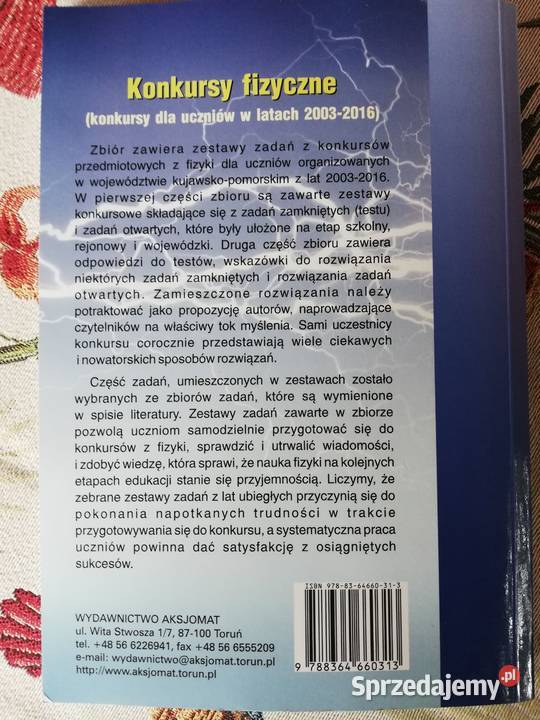 Konkursy fizyczne
(konkursy dla uczniów w latach 2003-2016)
Zbiór zawiera zestawy zadań z konkursów
przedmiotowych z fizyki dla uczniów organizowanych
w województwie kujawsko-pomorskim z lat 2003-2016.
W pierwszej części zbioru są zawarte zestawy
konkursowe składające się z zadań zamkniętych (testu)
i zadań otwartych, które były ułożone na etap szkolny,
rejonowy i wojewódzki. Druga część zbioru zawiera
odpowiedzi do testów, wskazówki do rozwiązania
niektórych zadań zamkniętych i rozwiązania zadań
otwartych. Zamieszczone rozwiązania należy
potraktować jako propozycję autorów, naprowadzające
czytelników na właściwy tok myślenia. Sami uczestnicy
konkursu corocznie przedstawiają wiele ciekawych
i nowatorskich sposobów rozwiązań.
Część zadań, umieszczonych w zestawach zostało
wybranych ze zbiorów zadań, które są wymienione
w spisie literatury. Zestawy zadań zawarte w zbiorze
pozwolą uczniom samodzielnie przygotować się do
konkursów z fizyki, sprawdzić i utrwalić wiadomości,
i zdobyć wiedzę, która sprawi, że nauka fizyki na kolejnych
etapach edukacji stanie się przyjemnością. Liczymy, że
zebrane zestawy zadań z lat ubiegłych przyczynią się do
pokonania napotkanych trudności w trakcie
przygotowywania się do konkursu, a systematyczna praca
uczniów powinna dać satysfakcję z osiągniętych
sukcesów.
WYDAWNICTWO AKSJOMAT
ul. Wita Stwosza 1/7, 87-100 Toruń
tel. +48 56 6226941, fax +48 56 6555209
e-mail: wydawnictwo@aksjomat.torun.pl
http://www.aksjomat.torun.pl
ISBN 978-83-64660-31-3
9 788364 660313
Sprzedajemy.pl